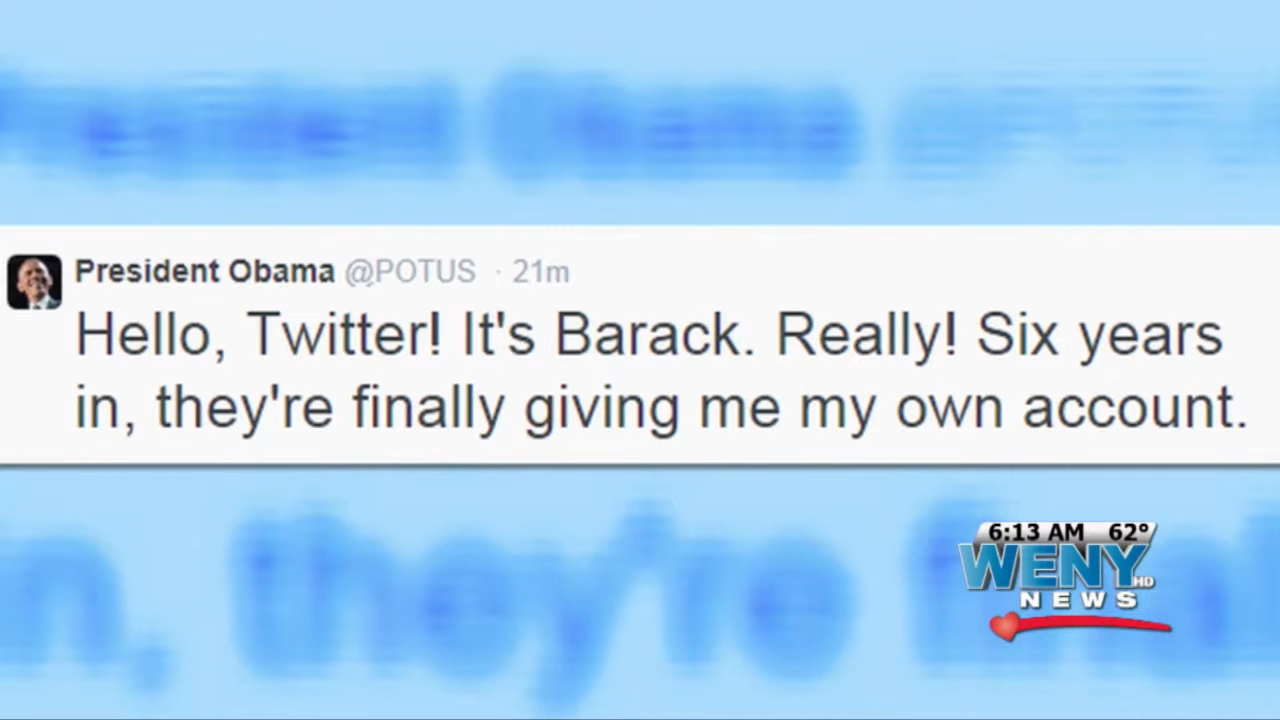 President Obama @POTUS · 21m
Hello, Twitter! It's Barack. Really! Six years
in, they're finally giving me my own account.
6:13 AM 62°
WENY HD
NEWS